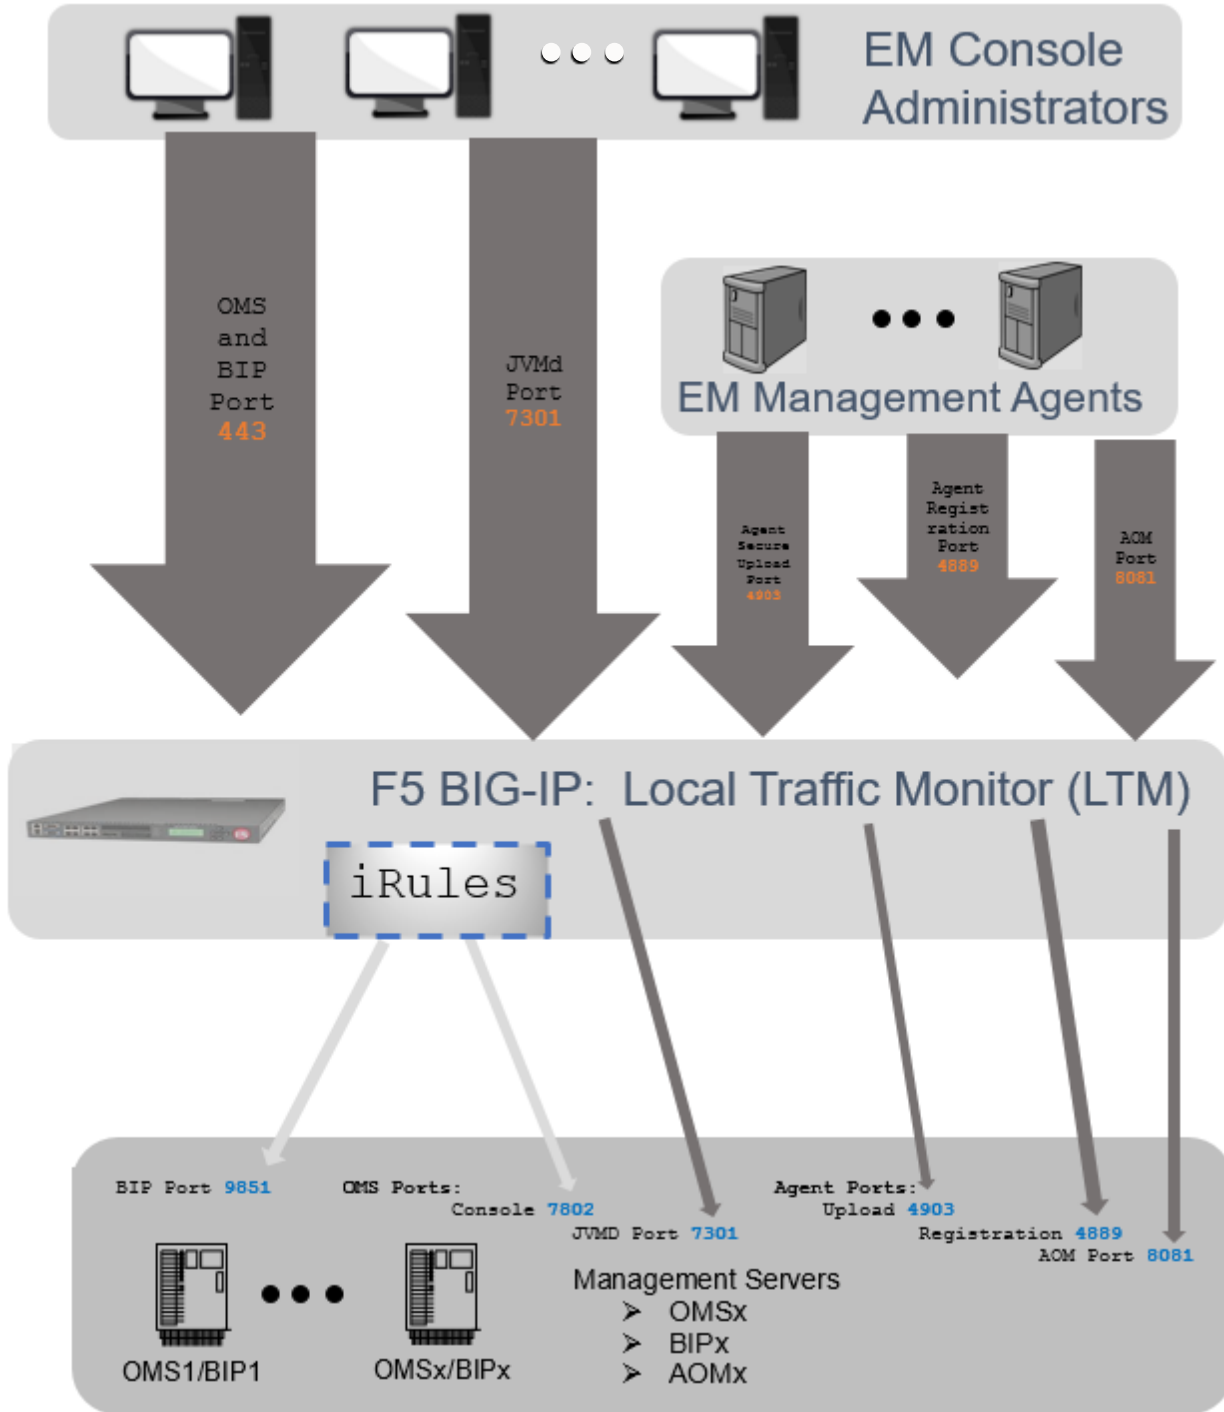 EM Console
Administrators
OMS
and
BIP
Port
443
JVMd
Port
7301
EM Management Agents
Agent
Secure
Upload
Port
4903
Agent
Regist
ration
Port
4889
AOM
Port
8081
F5 BIG-IP:  Local Traffic Monitor (LTM)
iRules
BIP Port 9851
OMS Ports:
Console 7802
JVMD Port 7301
Agent Ports:
Upload 4903
Registration 4889
AOM Port 8081
Management Servers
➢ OMSx
➢ BIPx
➢ AOMx
OMS1/BIP1
OMSx/BIPx